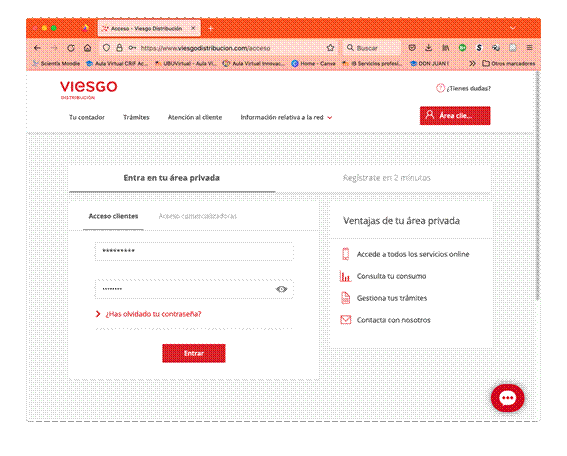 Acceso - Viesgo Distribución
https://www.viesgodistribucion.com/acceso
Buscar
Scientia Mendie Aula Virtual CRIF Ac... UBUVirtual - Aula Vi... Aula Virtual Innovac... Home - Canva IB Servicios profesi... DON JUAN I Otros marcadores
VIESGO
DISTRIBUCIÓN
¿Tienes dudas?
Tu contador Trámites Atención al cliente Información relativa a la red
Área clie...
Entra en tu área privada
Regístrate en 2 minutos
Acceso clientes Acceso comercializadoras
*********
¿Has olvidado tu contraseña?
Entrar
Ventajas de tu área privada
Accede a todos los servicios online
Consulta tu consumo
Gestiona tus trámites
Contacta con nosotros